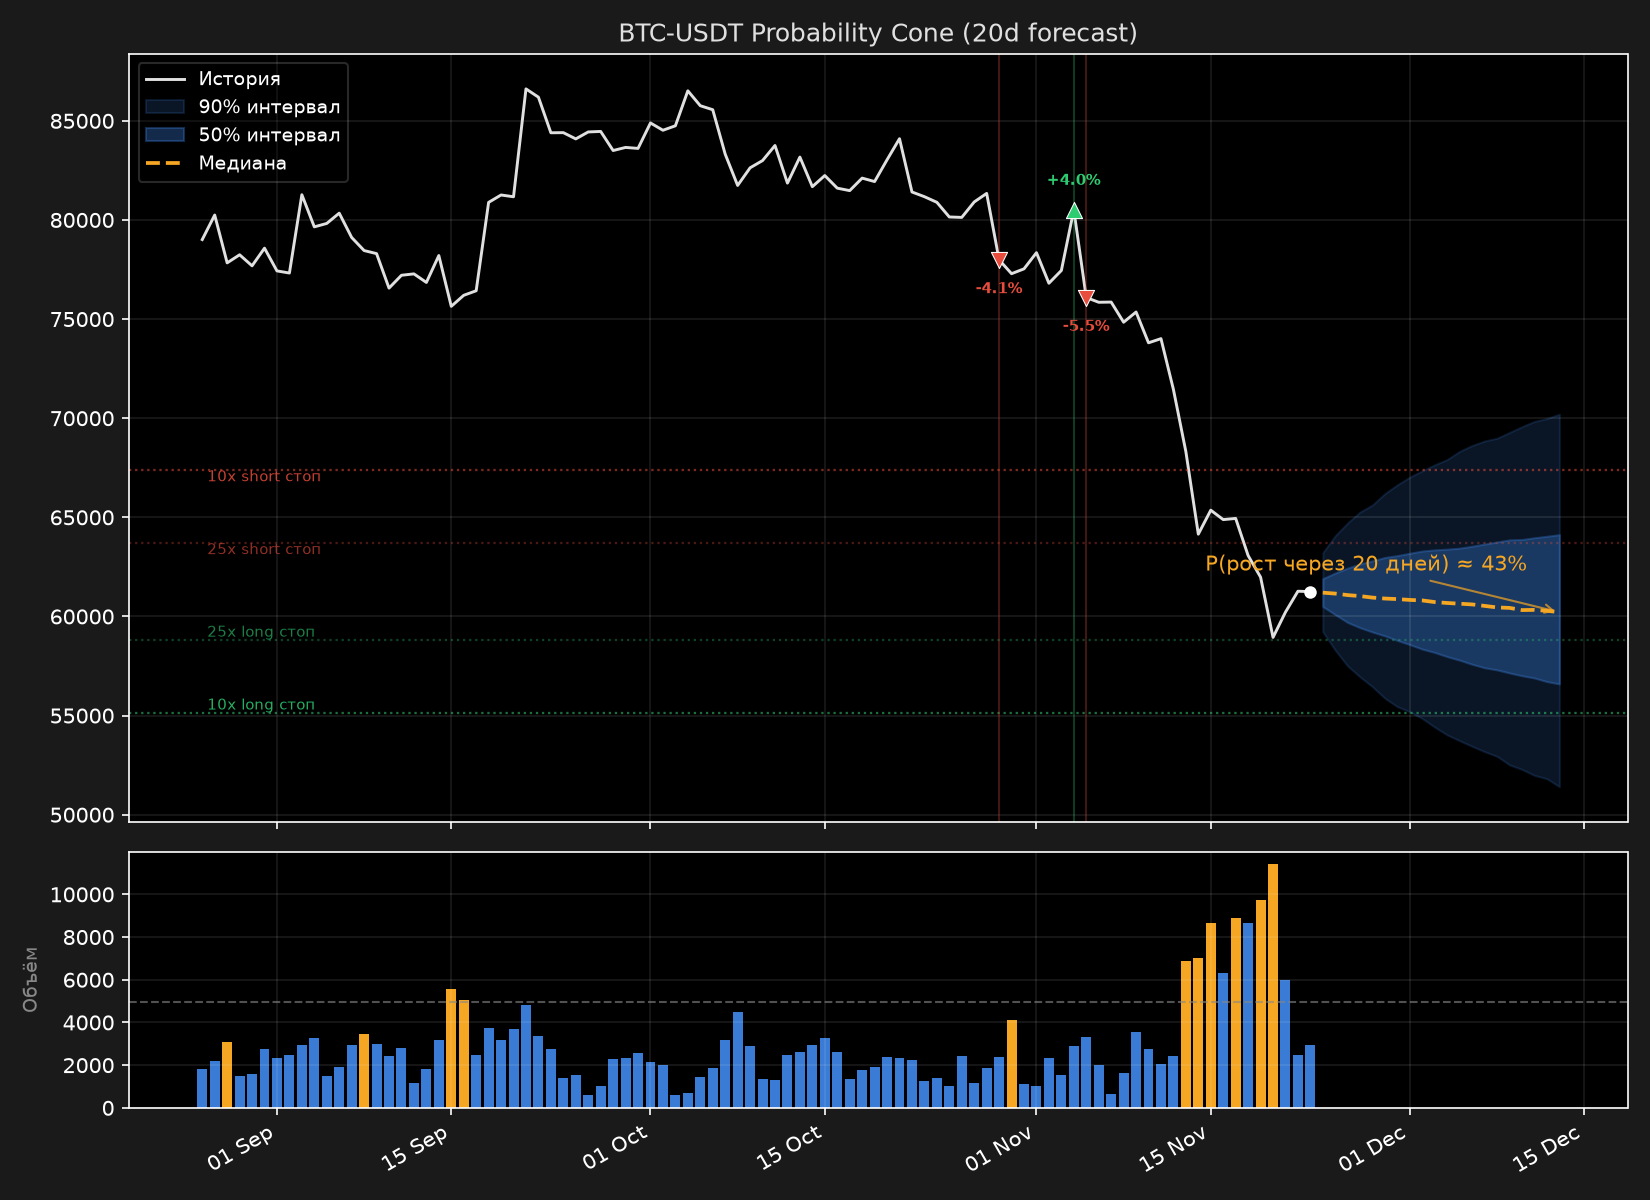 BTC-USDT Probability Cone (20d forecast)
История
90% интервал
50% интервал
Медиана
85000
80000
75000
70000
65000
60000
55000
50000
+4.0%
-4.1%
-5.5%
10x short стоп
25x short стоп
P(рост через 20 дней) ≈ 43%
25x long стоп
10x long стоп
Объём
10000
8000
6000
4000
2000
0
01 Sep
15 Sep
01 Oct
15 Oct
01 Nov
15 Nov
01 Dec
15 Dec